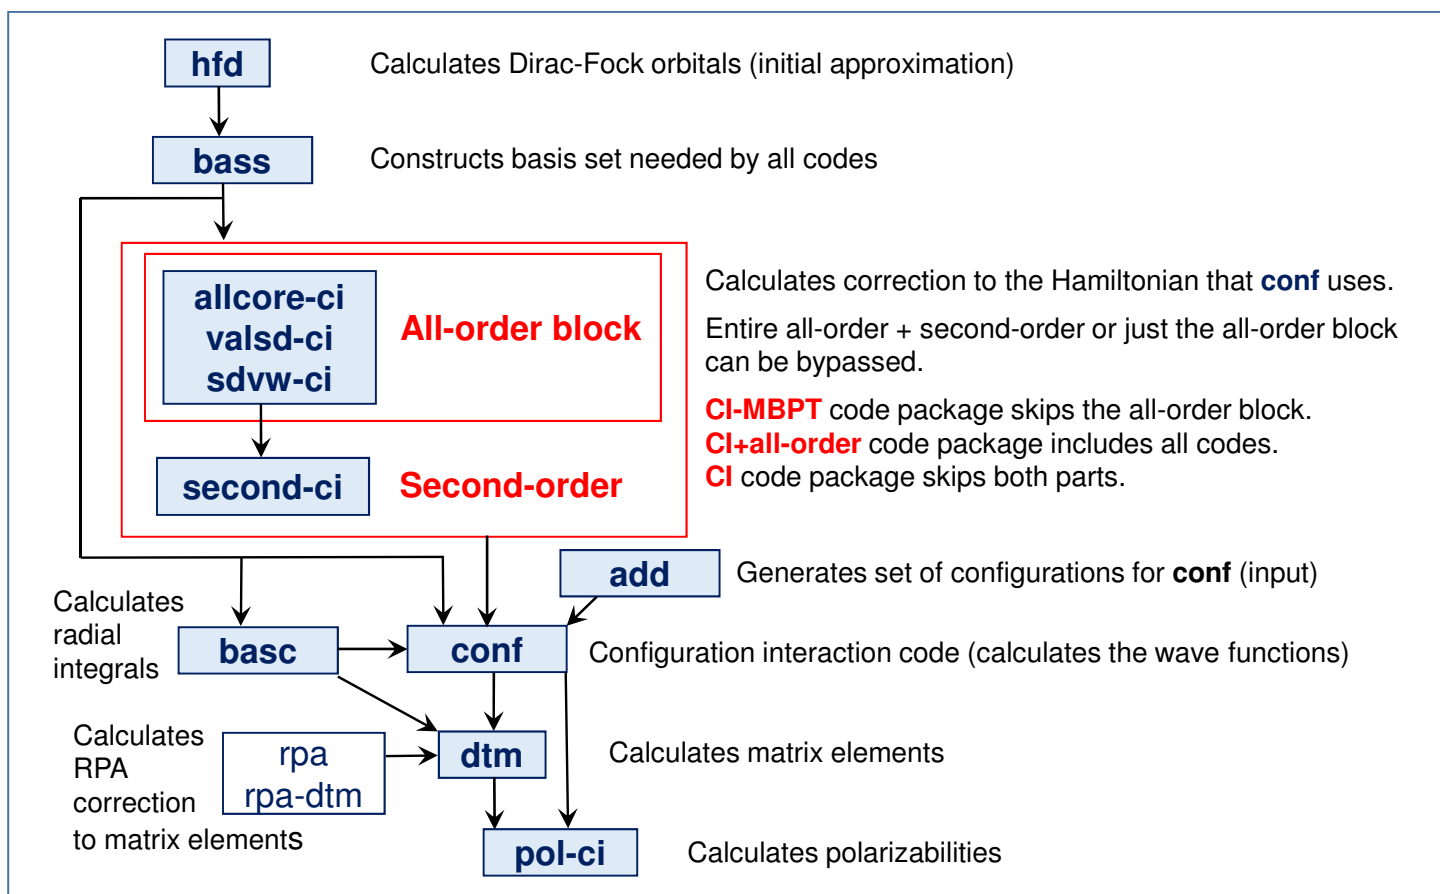 hfd
Calculates Dirac-Fock orbitals (initial approximation)
bass
Constructs basis set needed by all codes
allcore-ci
valsd-ci
sdvw-ci
All-order block
second-ci
Second-order
Calculates correction to the Hamiltonian that conf uses.
Entire all-order + second-order or just the all-order block
can be bypassed.
CI-MBPT code package skips the all-order block.
CI+all-order code package includes all codes.
CI code package skips both parts.
add
Generates set of configurations for conf (input)
Calculates
radial
integrals
basc
conf
Configuration interaction code (calculates the wave functions)
Calculates
RPA
correction
to matrix elements
rpa
rpa-dtm
dtm
Calculates matrix elements
pol-ci
Calculates polarizabilities